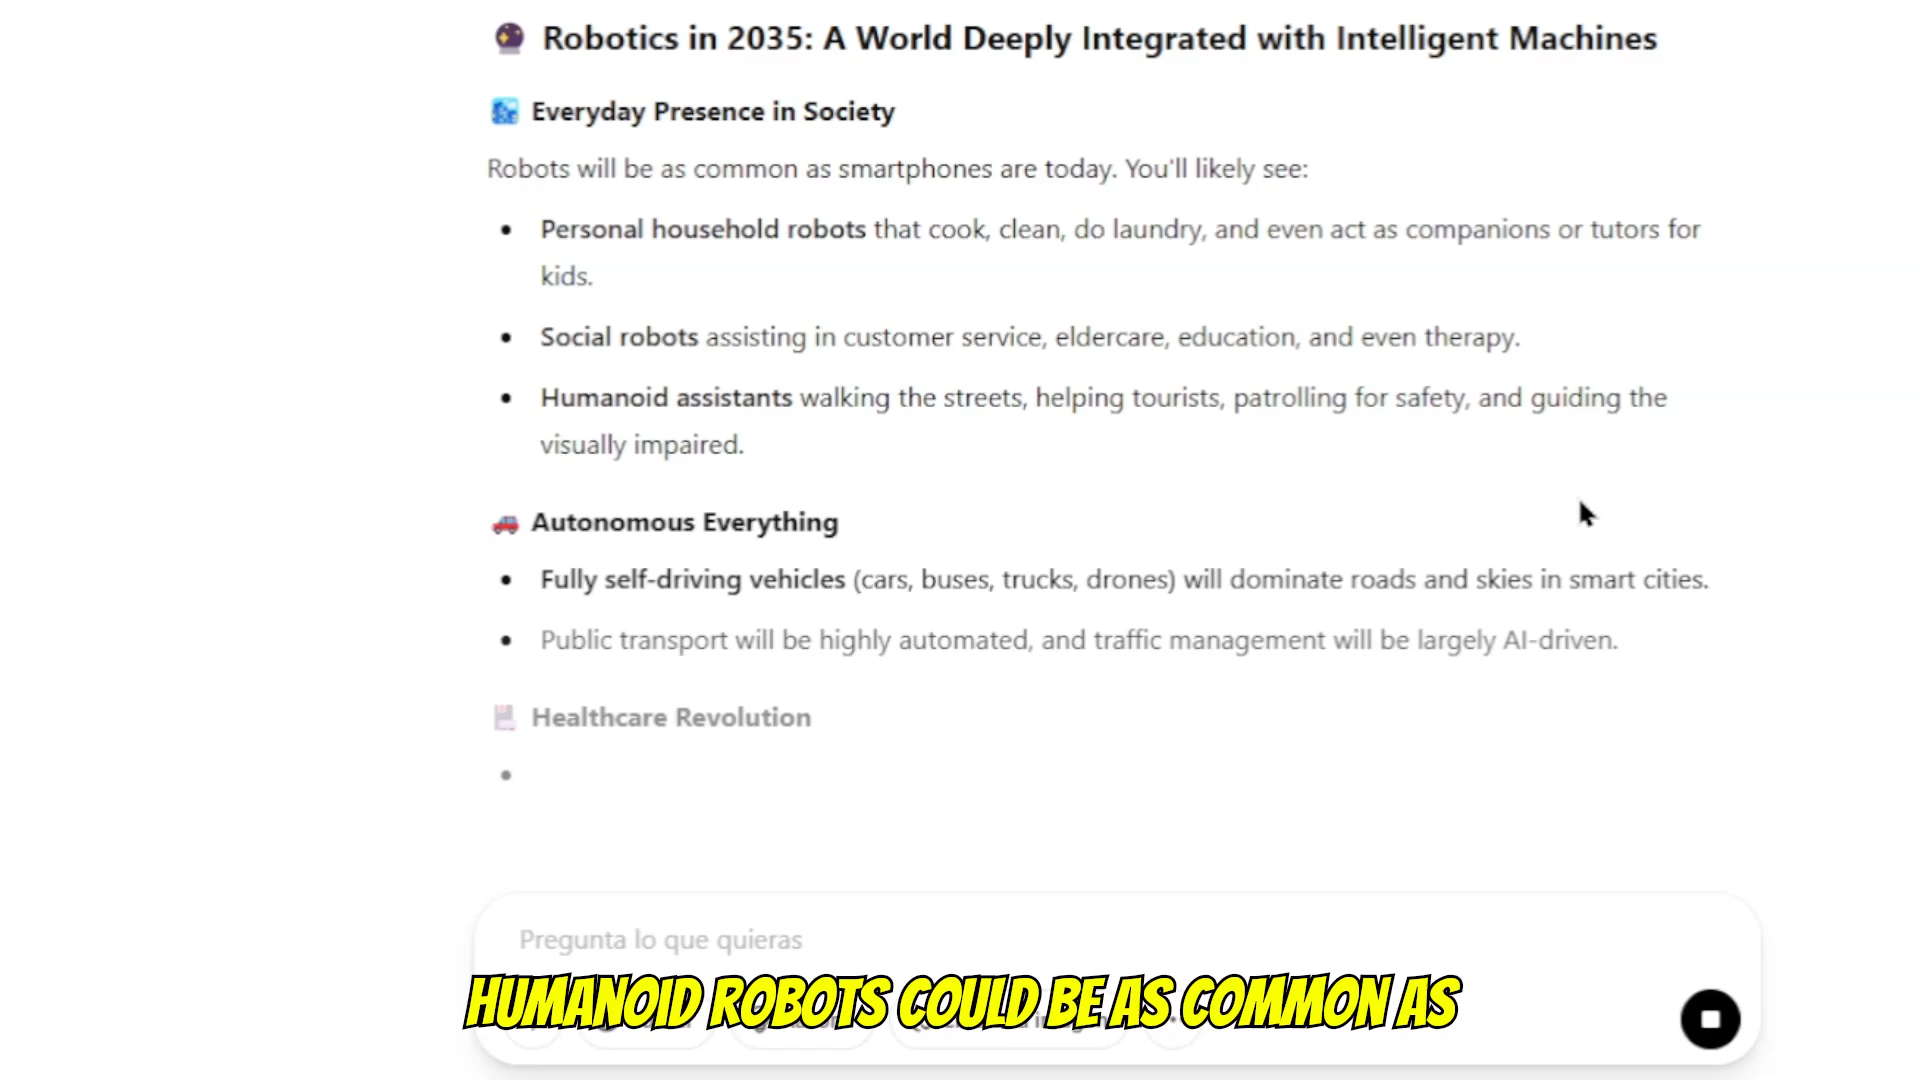 Robotics in 2035: A World Deeply Integrated with Intelligent Machines
Everyday Presence in Society
Robots will be as common as smartphones are today. You'll likely see:
Personal household robots that cook, clean, do laundry, and even act as companions or tutors for
kids.
Social robots assisting in customer service, eldercare, education, and even therapy.
Humanoid assistants walking the streets, helping tourists, patrolling for safety, and guiding the
visually impaired.
Autonomous Everything
Fully self-driving vehicles (cars, buses, trucks, drones) will dominate roads and skies in smart cities.
Public transport will be highly automated, and traffic management will be largely AI-driven.
Healthcare Revolution
Pregunta lo que quieras
HUMANOID ROBOTS COULD BE AS COMMON AS